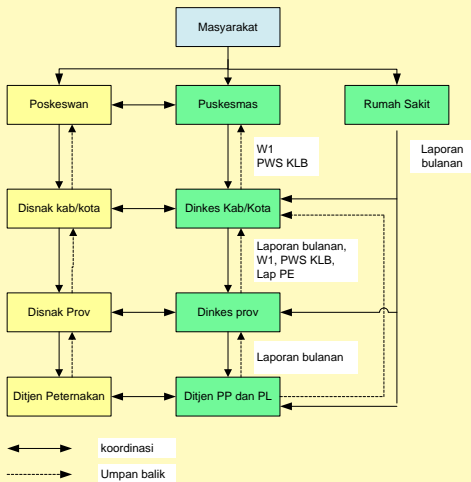 Masyarakat
Poskeswan
Puskesmas
Rumah Sakit
W1
PWS KLB
Laporan
bulanan
Disnak kab/kota
Dinkes Kab/Kota
Laporan bulanan,
W1, PWS KLB,
Lap PE
Disnak Prov
Dinkes prov
Laporan bulanan
Ditjen Peternakan
Ditjen PP dan PL
koordinasi
Umpan balik